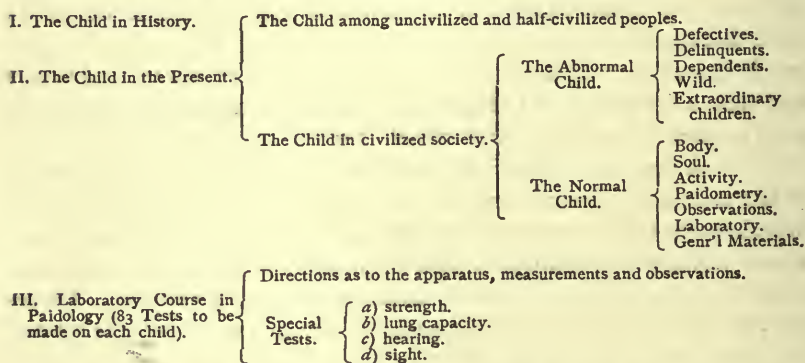 I. The Child in History.
The Child among uncivilized and half-civilized peoples.
II. The Child in the Present.
The Child in civilized society.
The Abnormal
Child.
Defectives.
Delinquents.
Dependents.
Wild.
Extraordinary
children.
The Normal
Child.
Body.
Soul.
Activity.
Paidometry.
Observations.
Laboratory.
Genr'l Materials.
III. Laboratory Course in
Paidology (83 Tests to be
made on each child).
Directions as to the apparatus, measurements and observations.
Special
Tests.
a) strength.
b) lung capacity.
c) hearing.
d) sight.